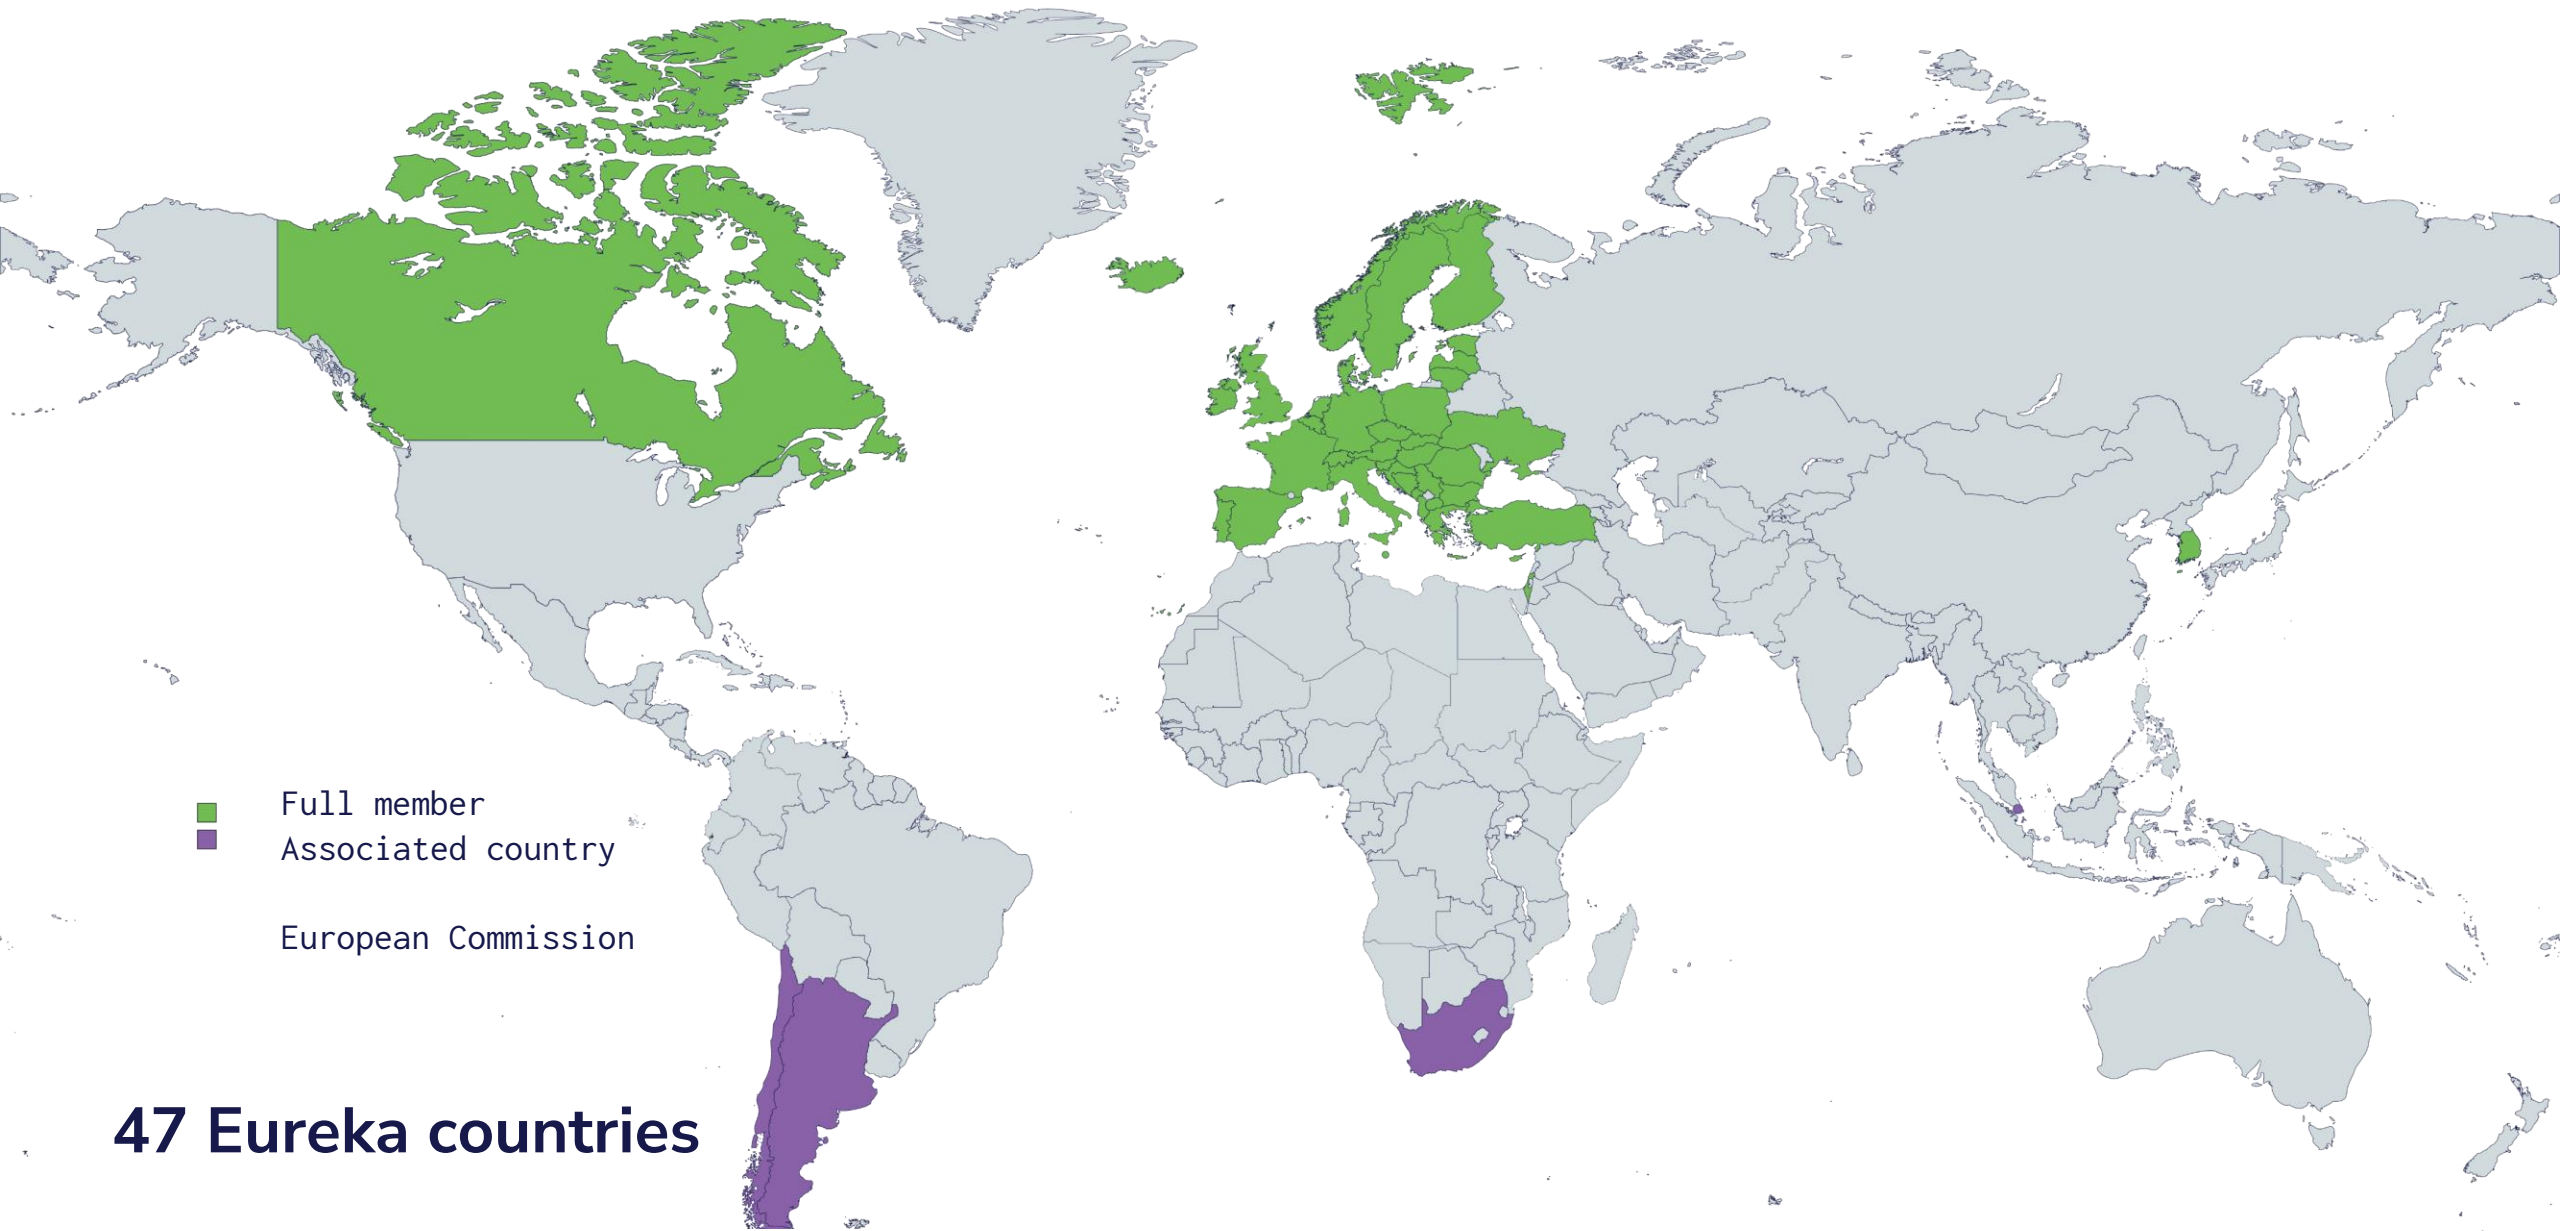 Full member
Associated country
European Commission
47 Eureka countries